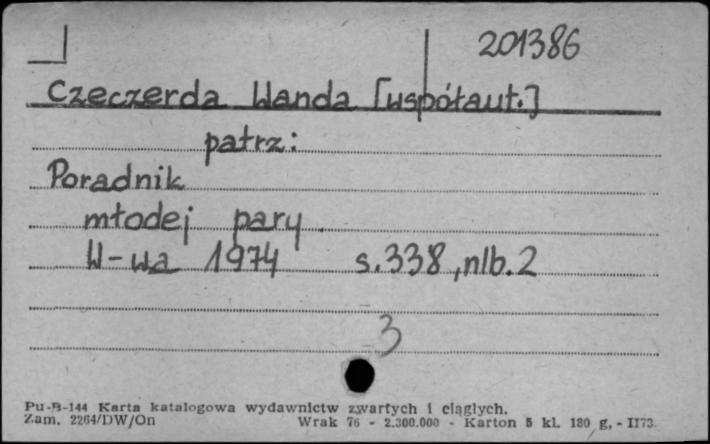 201386
Czeczerda Wanda [współaut.]
patrz:
Poradnik
młodej pary.
W-wa 1974 s.338, nlb.2
3
Pu-B-144 Karta katalogowa wydawnictw zwartych i ciągłych.
Zam. 2264/DW/On Wrak 76 - 2.300.000 - Karton 5 kl. 180 g, - II73.